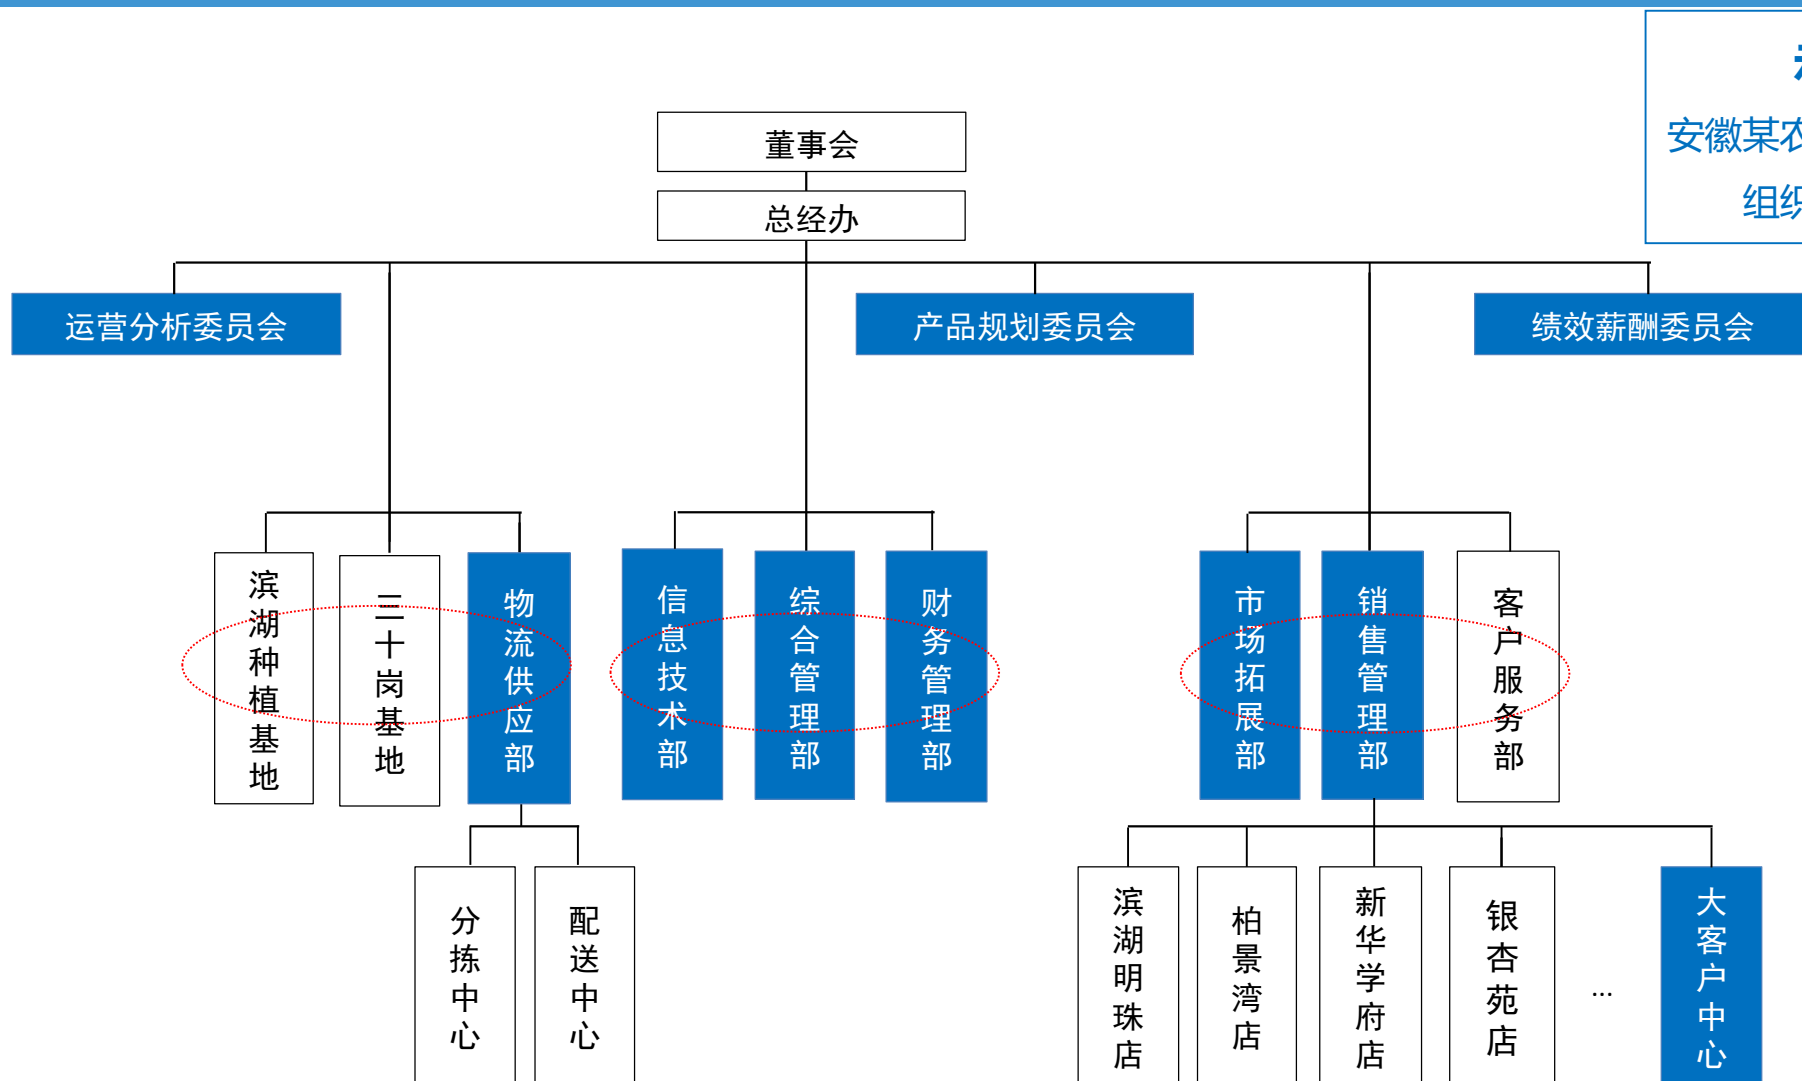 安徽某农
组织
董事会
总经办
运营分析委员会
产品规划委员会
绩效薪酬委员会
滨湖种植基地
三十岗基地
物流供应部
信息技术部
综合管理部
财务管理部
市场拓展部
销售管理部
客户服务部
分拣中心
配送中心
滨湖明珠店
柏景湾店
新华学府店
银杏苑店
...
大客户中心